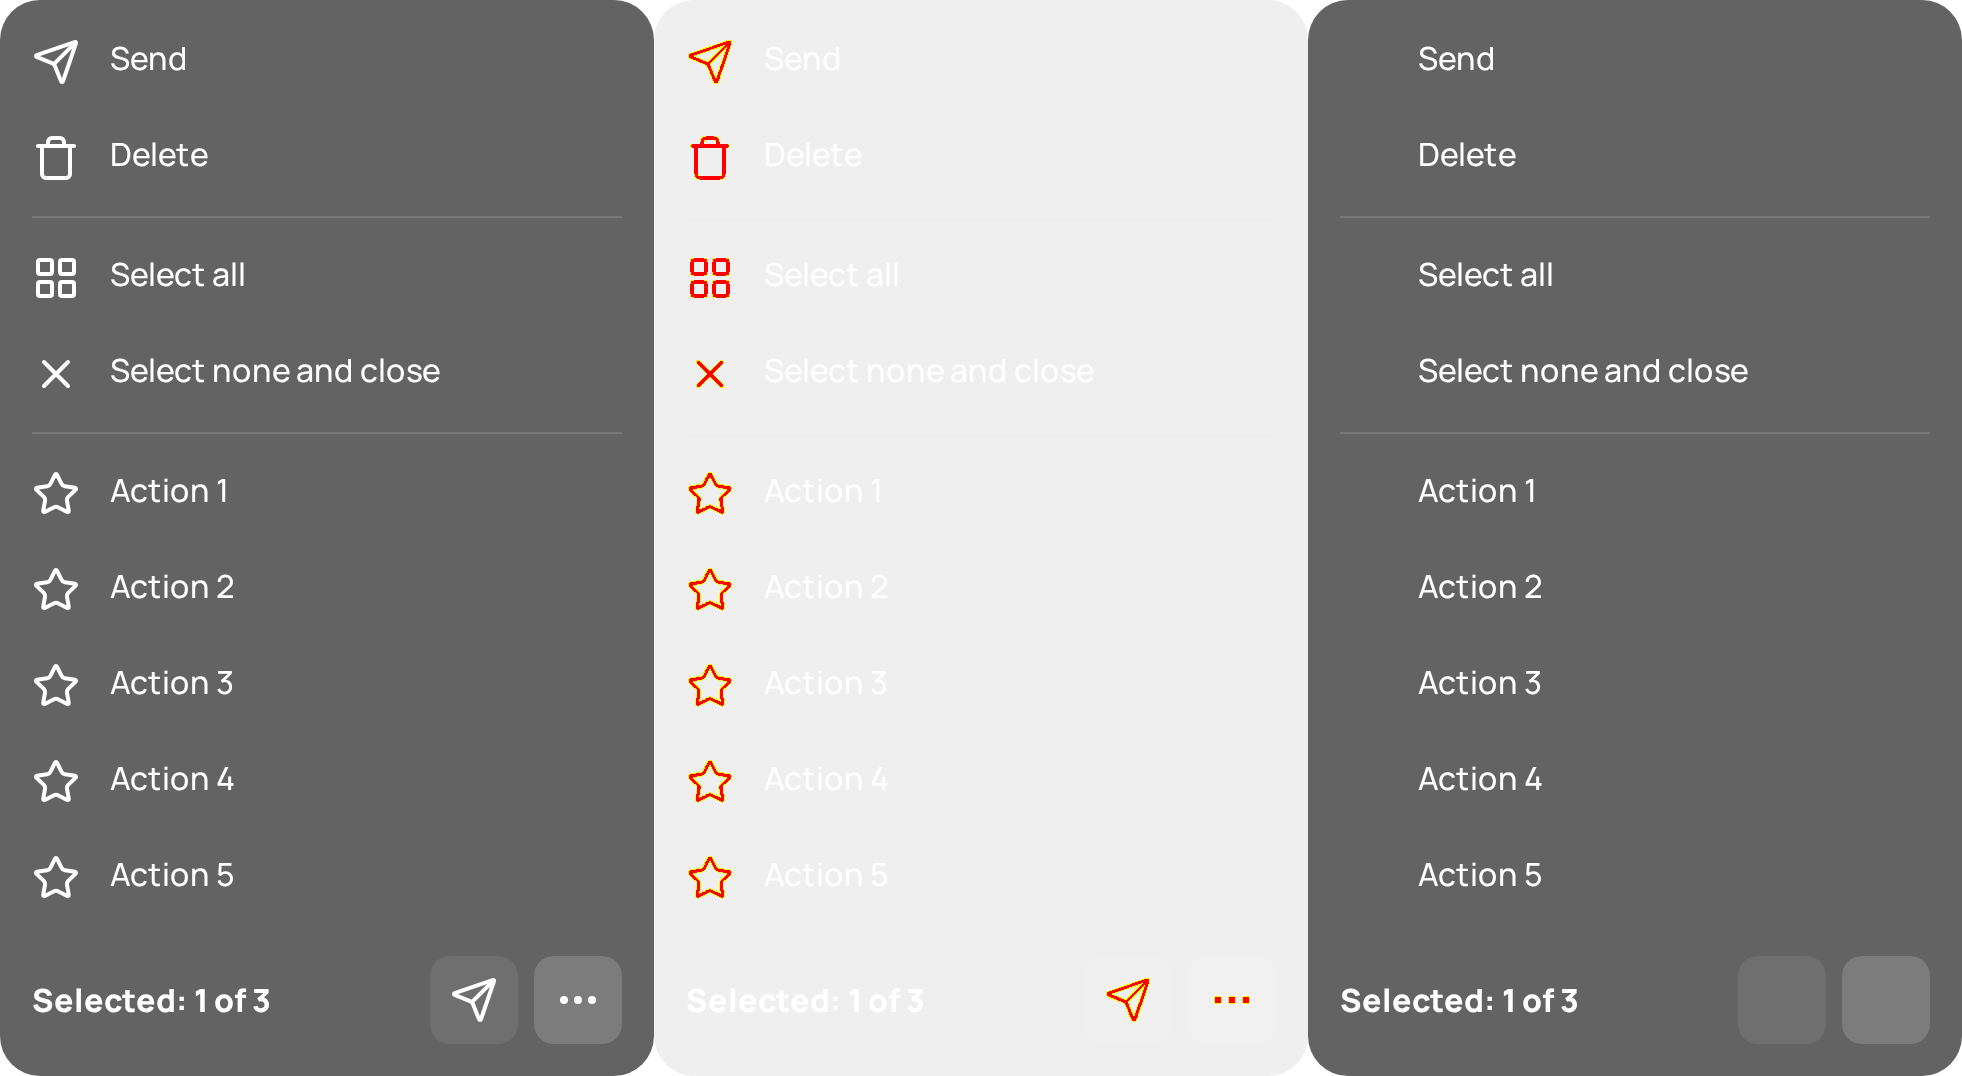 Send
Delete
Select all
Select none and close
Action 1
Action 2
Action 3
Action 4
Action 5
Selected: 1 of 3
Send
Delete
Select all
Select none and close
Action 1
Action 2
Action 3
Action 4
Action 5
Selected: 1 of 3
Send
Delete
Select all
Select none and close
Action 1
Action 2
Action 3
Action 4
Action 5
Selected: 1 of 3